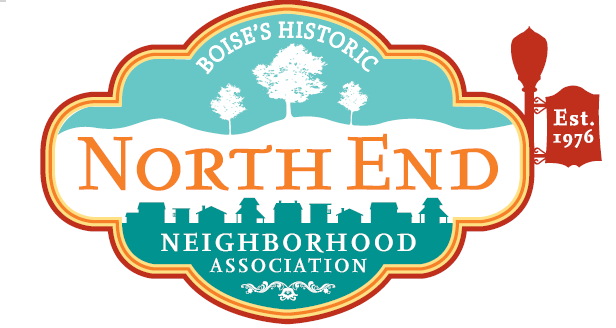 BOISE'S HISTORIC
NORTH END
NEIGHBORHOOD
ASSOCIATION
Est.
1976